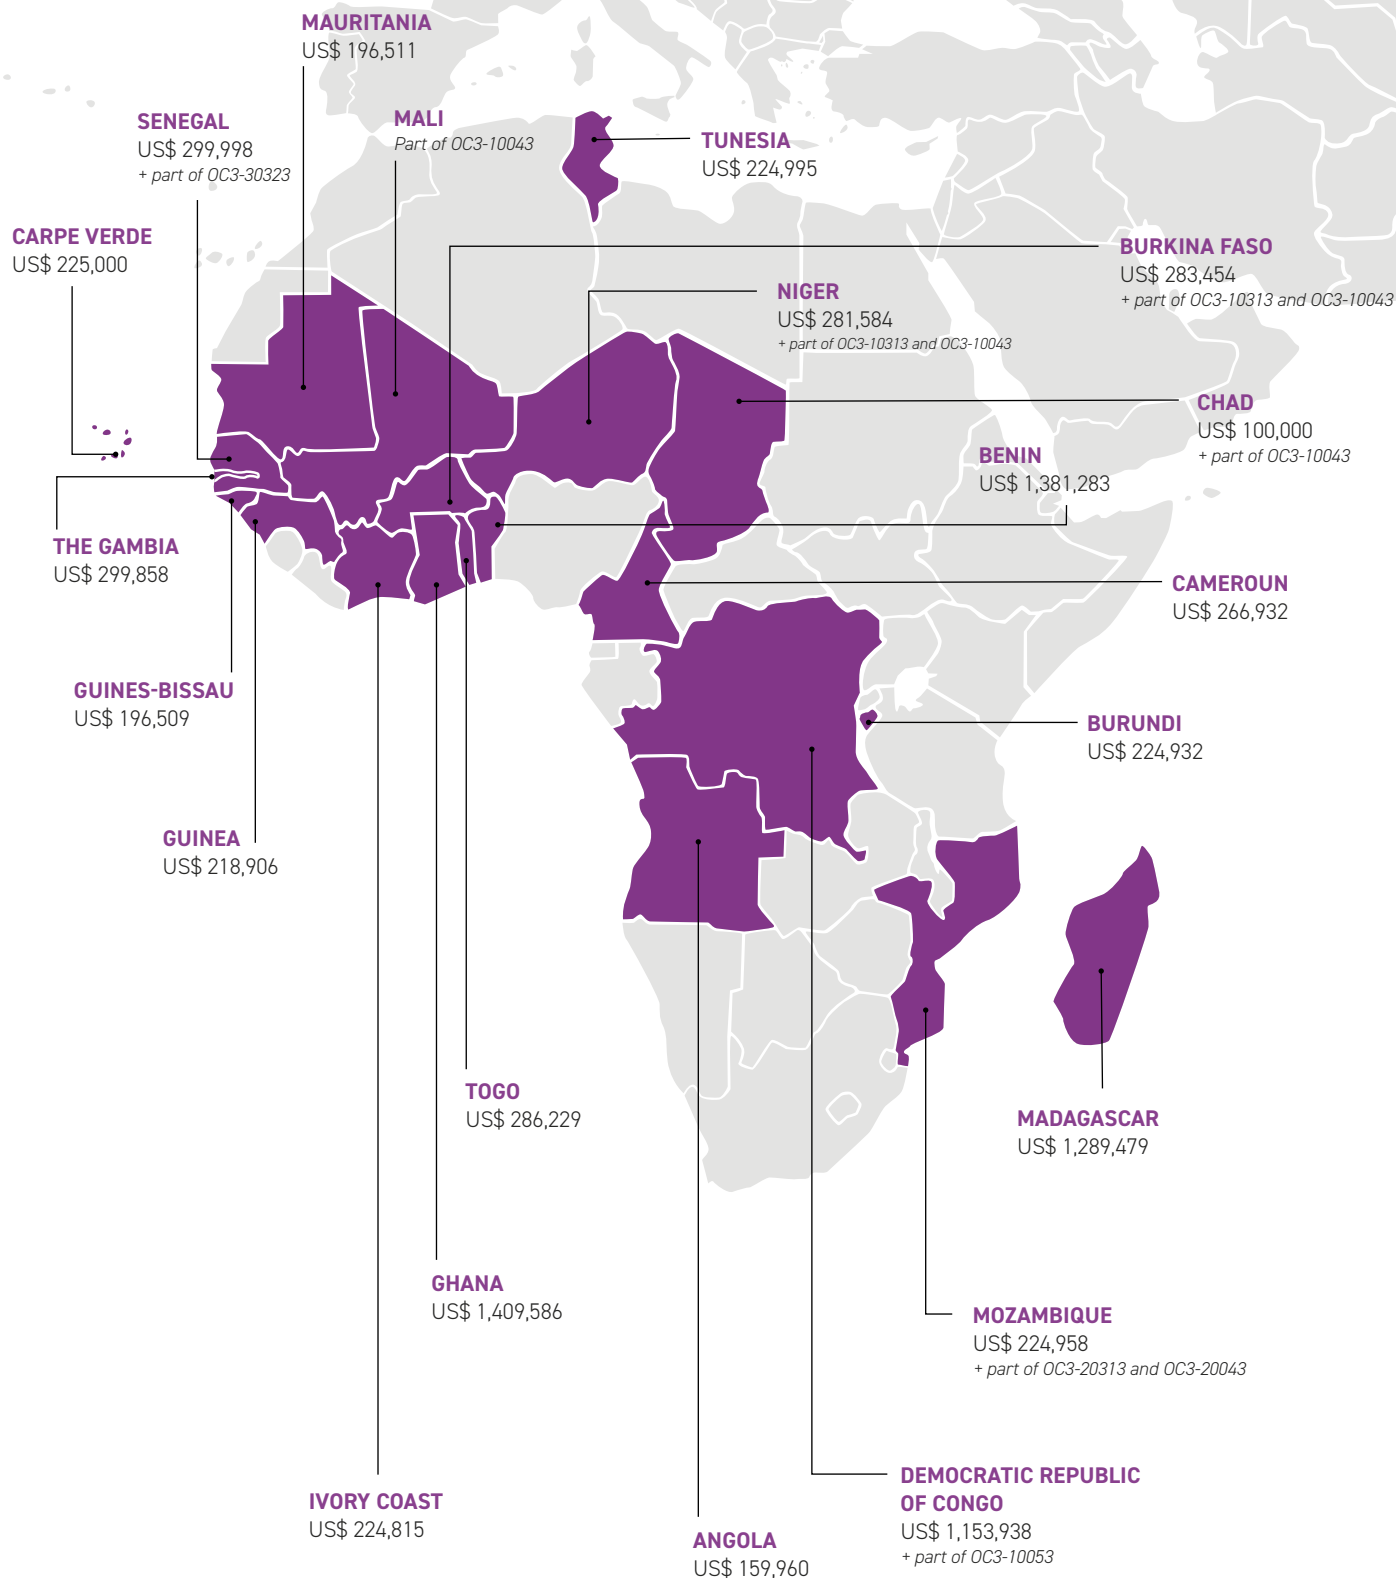 MAURITANIA
US$ 196,511
SENEGAL
US$ 299,998
+ part of OC3-30323
MALI
Part of OC3-10043
TUNESIA
US$ 224,995
CARPE VERDE
US$ 225,000
BURKINA FASO
US$ 283,454
+ part of OC3-10313 and OC3-10043
NIGER
US$ 281,584
+ part of OC3-10313 and OC3-10043
CHAD
US$ 100,000
+ part of OC3-10043
BENIN
US$ 1,381,283
THE GAMBIA
US$ 299,858
CAMEROUN
US$ 266,932
GUINES-BISSAU
US$ 196,509
BURUNDI
US$ 224,932
GUINEA
US$ 218,906
TOGO
US$ 286,229
MADAGASCAR
US$ 1,289,479
GHANA
US$ 1,409,586
MOZAMBIQUE
US$ 224,958
+ part of OC3-20313 and OC3-20043
DEMOCRATIC REPUBLIC
OF CONGO
US$ 1,153,938
+ part of OC3-10053
IVORY COAST
US$ 224,815
ANGOLA
US$ 159,960